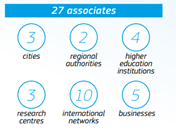 27 associates
3 2 4
cities regional authorities higher education institutions
3 10 5
research centres international networks businesses